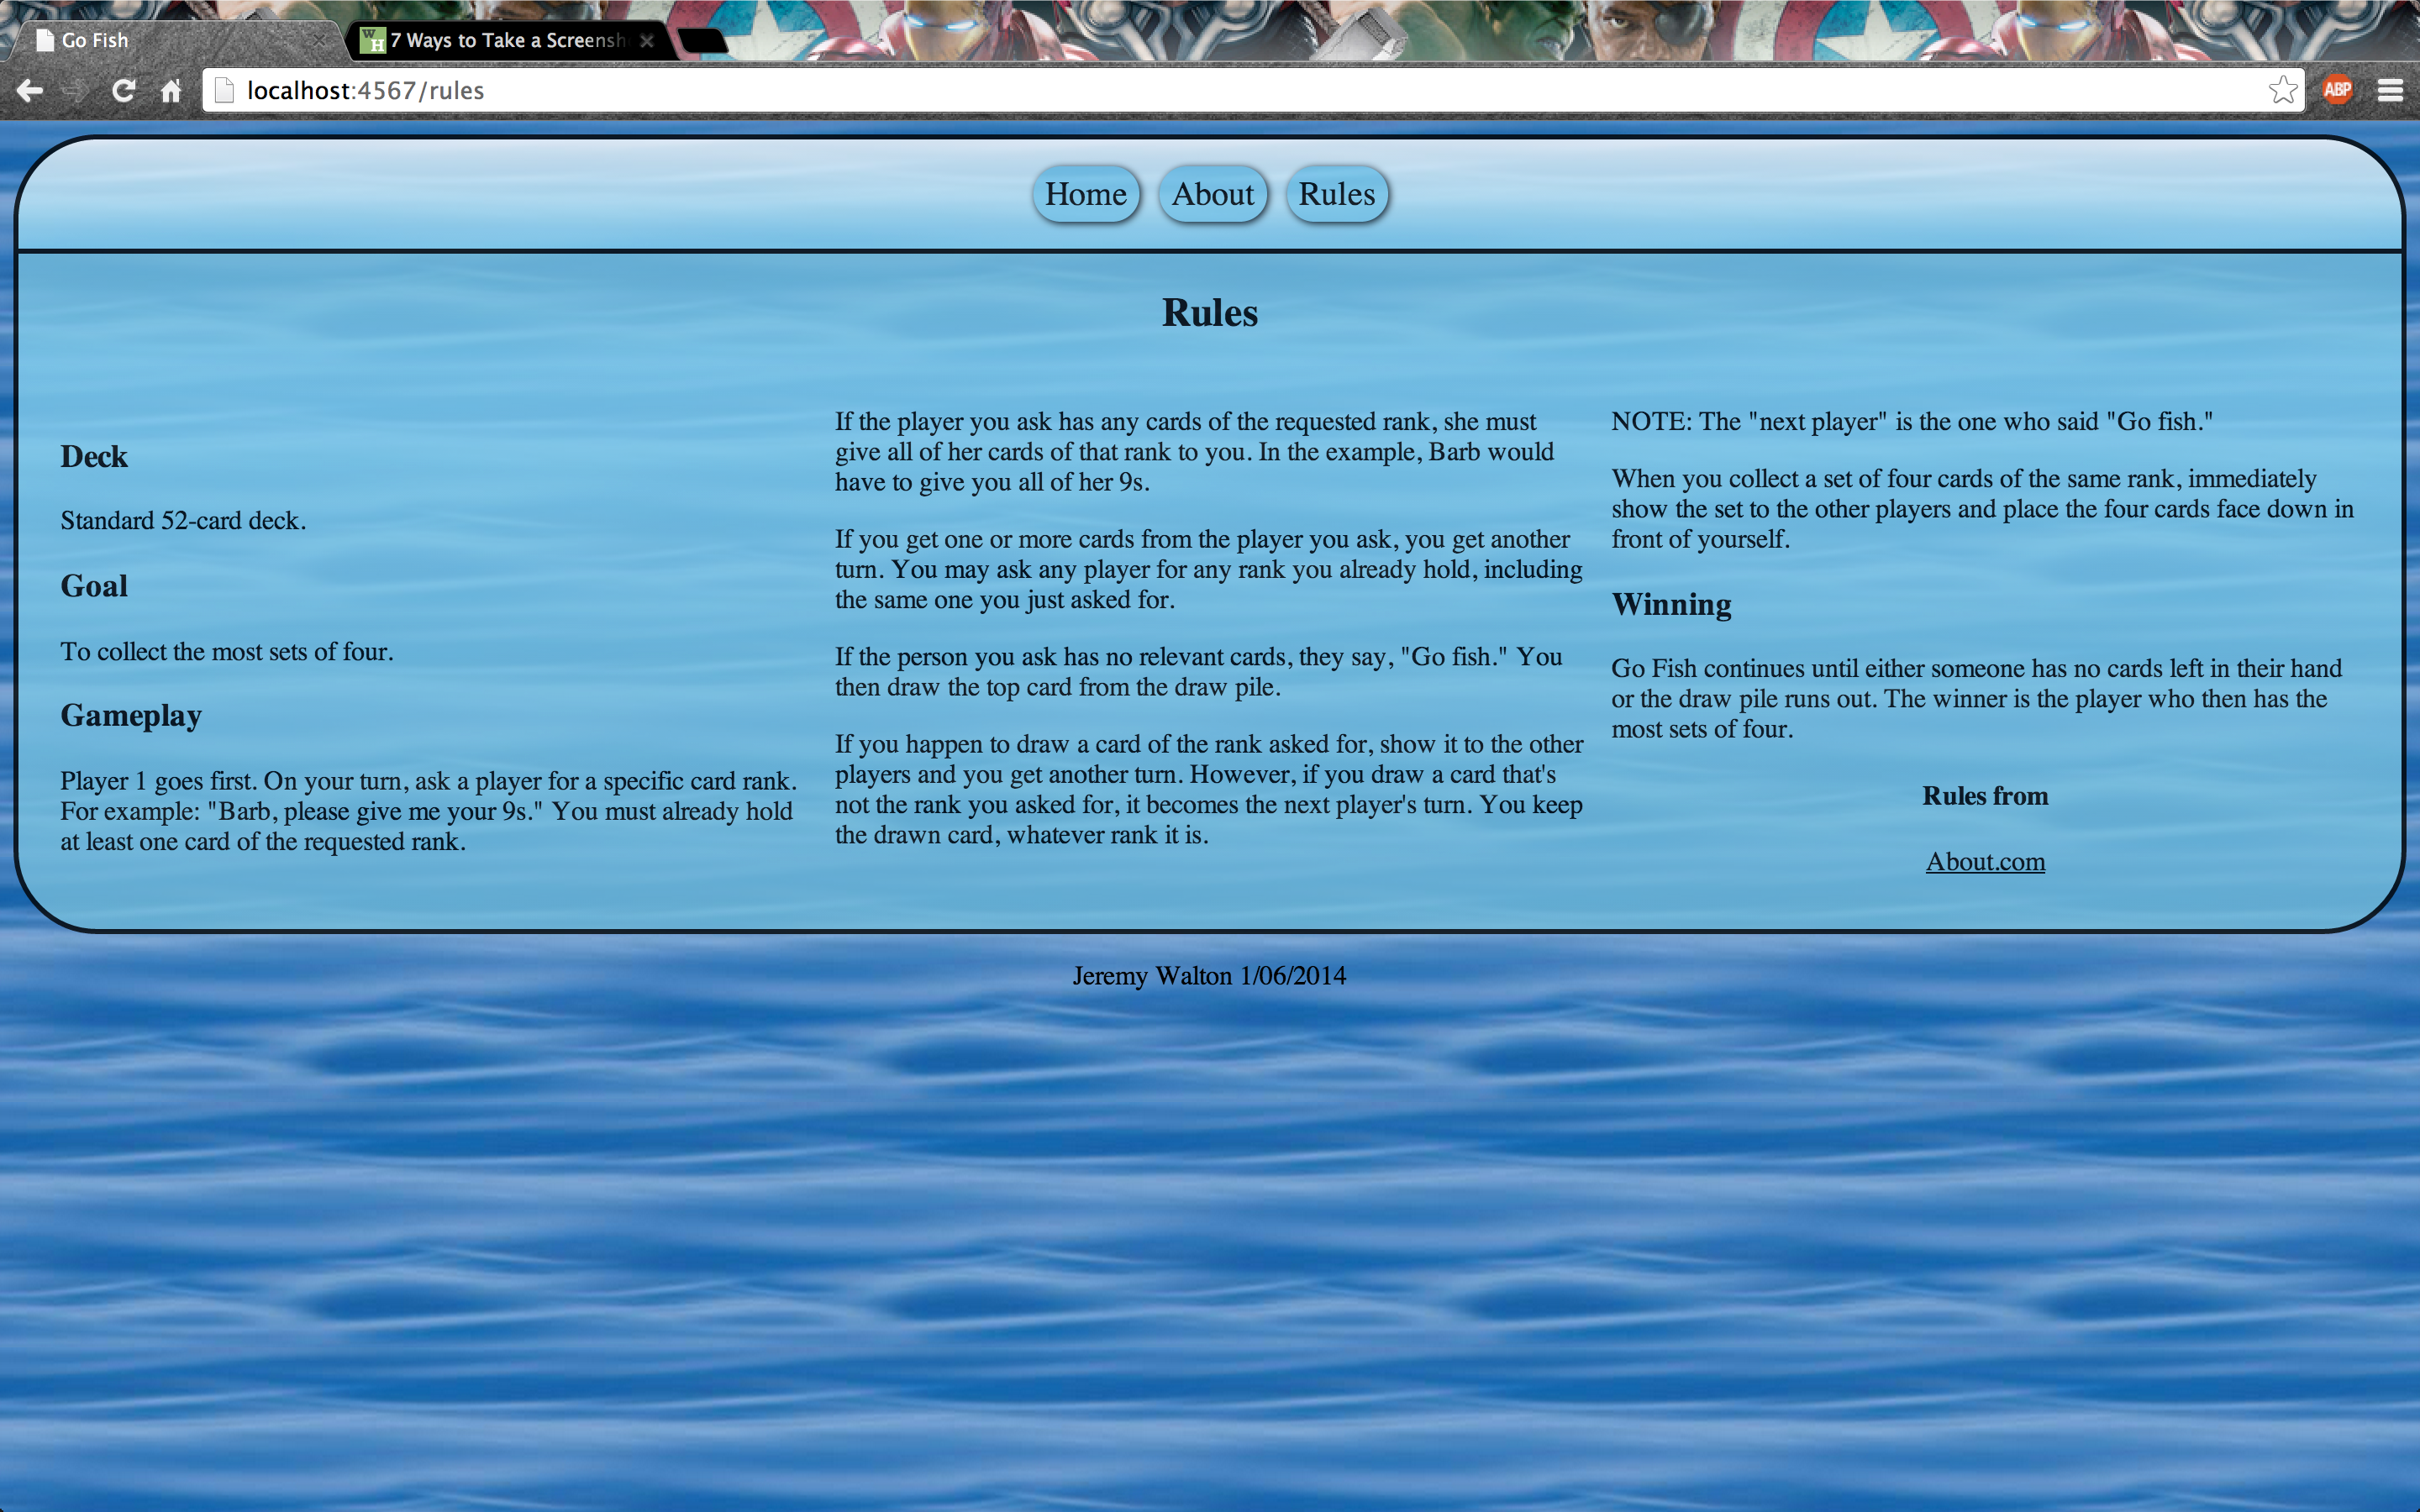 Go Fish
7 Ways to Take a Screensh
localhost:4567/rules
ABP
Home About Rules
Rules
Deck
Standard 52-card deck.
Goal
To collect the most sets of four.
Gameplay
Player 1 goes first. On your turn, ask a player for a specific card rank.
For example: "Barb, please give me your 9s." You must already hold
at least one card of the requested rank.
If the player you ask has any cards of the requested rank, she must
give all of her cards of that rank to you. In the example, Barb would
have to give you all of her 9s.
If you get one or more cards from the player you ask, you get another
turn. You may ask any player for any rank you already hold, including
the same one you just asked for.
If the person you ask has no relevant cards, they say, "Go fish." You
then draw the top card from the draw pile.
If you happen to draw a card of the rank asked for, show it to the other
players and you get another turn. However, if you draw a card that's
not the rank you asked for, it becomes the next player's turn. You keep
the drawn card, whatever rank it is.
NOTE: The "next player" is the one who said "Go fish."
When you collect a set of four cards of the same rank, immediately
show the set to the other players and place the four cards face down in
front of yourself.
Winning
Go Fish continues until either someone has no cards left in their hand
or the draw pile runs out. The winner is the player who then has the
most sets of four.
Rules from
About.com
Jeremy Walton 1/06/2014